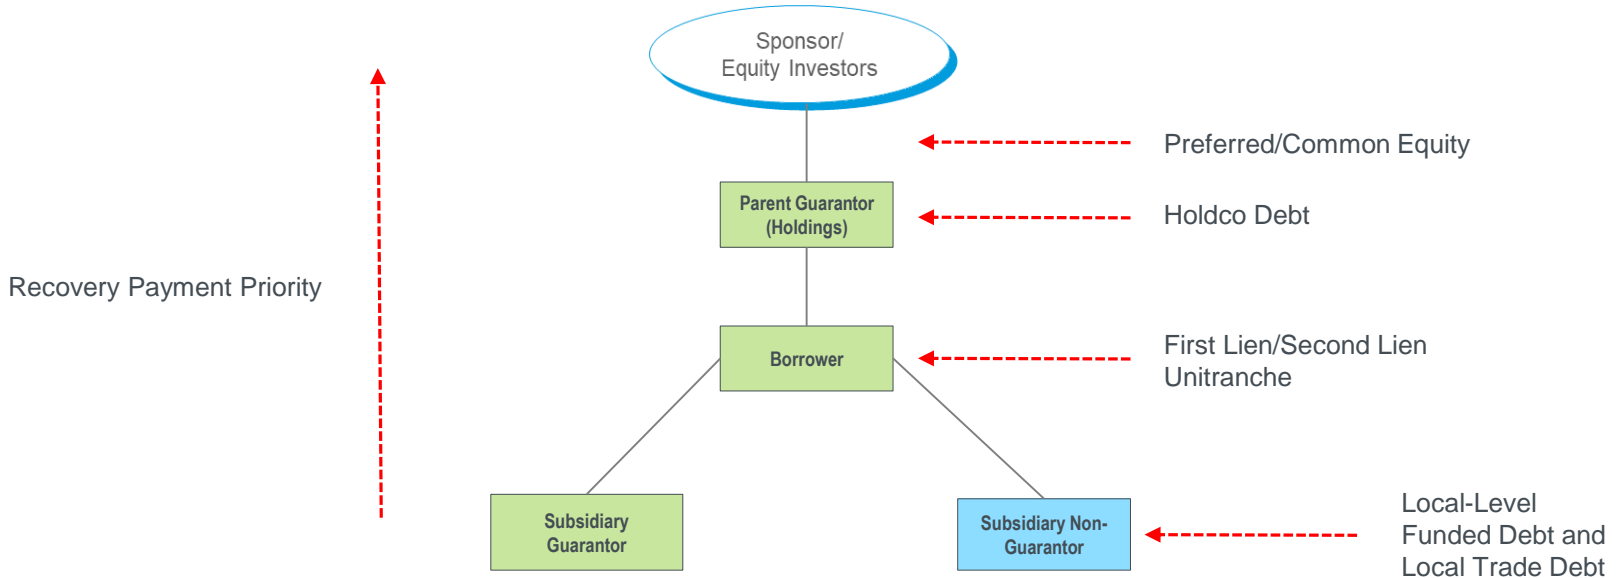 Sponsor/
Equity Investors
Preferred/Common Equity
Parent Guarantor
(Holdings)
Holdco Debt
Recovery Payment Priority
Borrower
First Lien/Second Lien
Unitranche
Subsidiary
Guarantor
Subsidiary Non-
Guarantor
Local-Level
Funded Debt and
Local Trade Debt